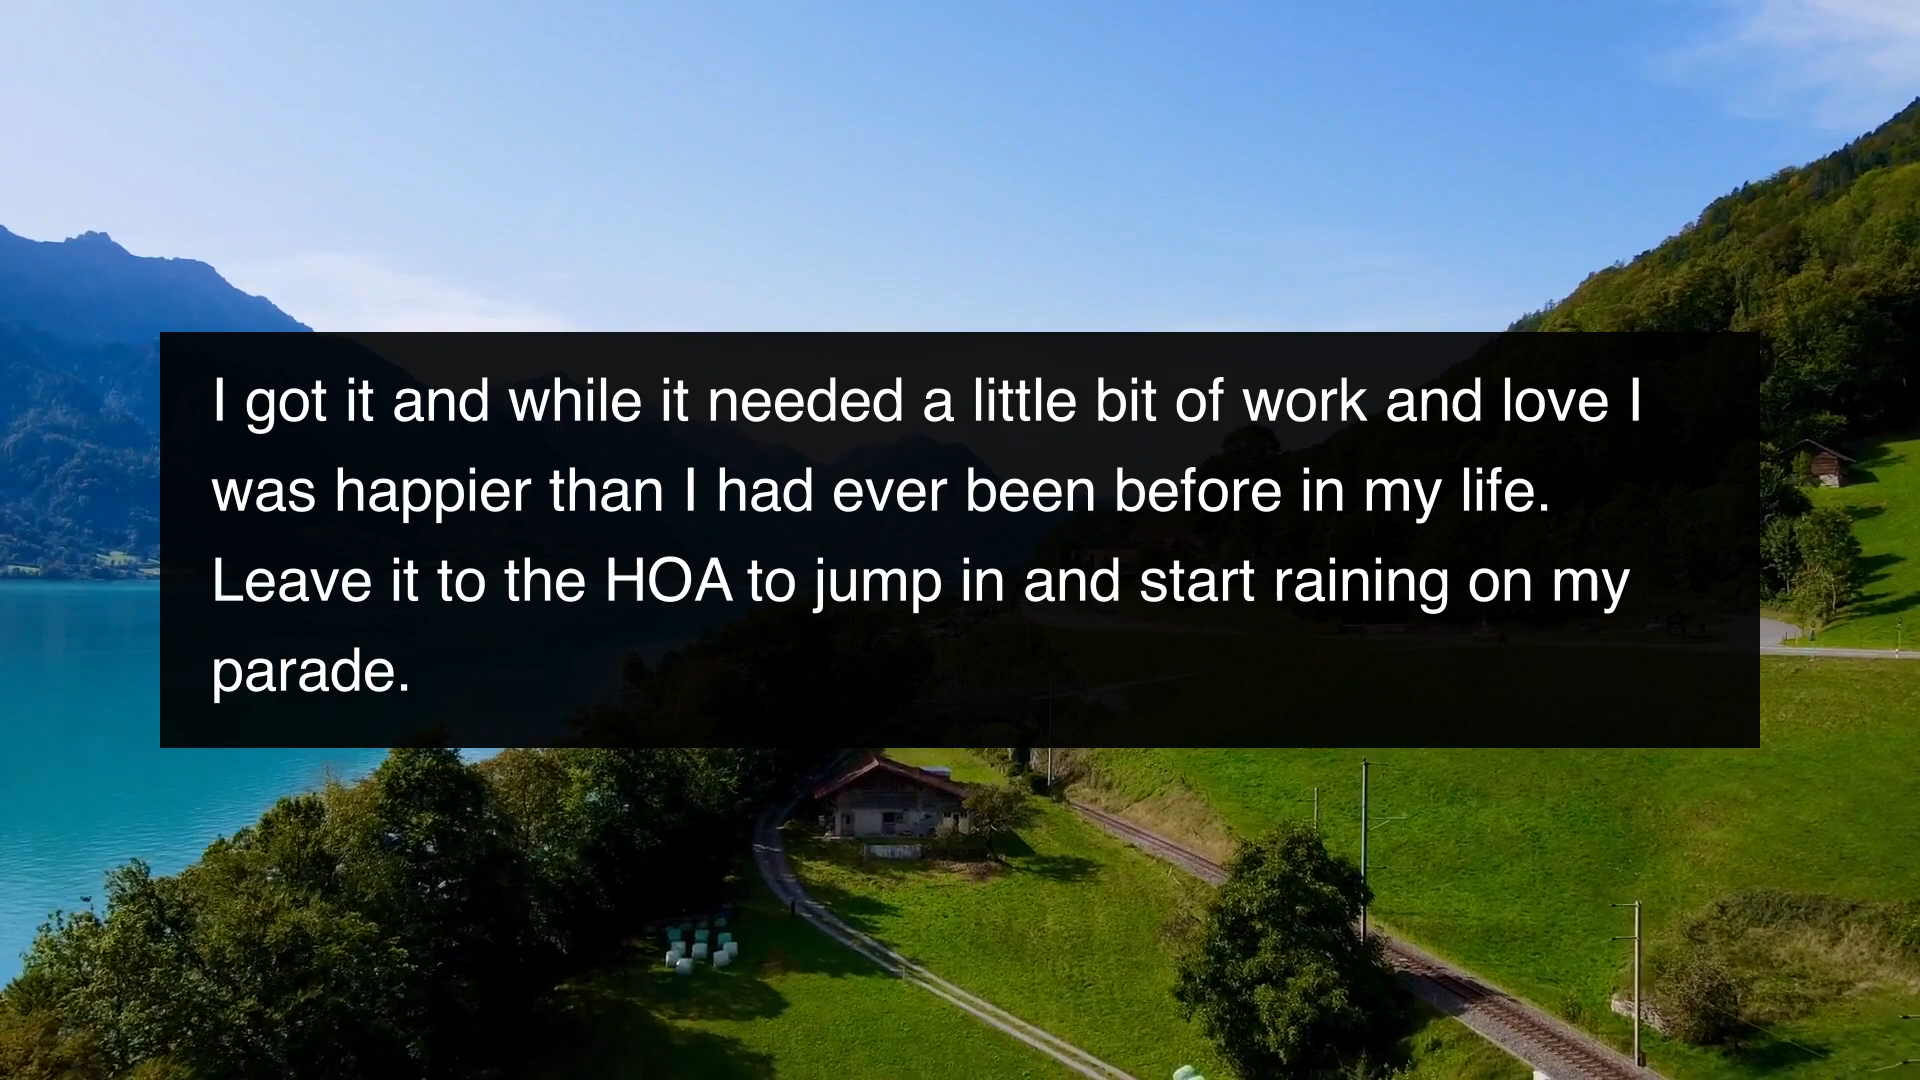 I got it and while it needed a little bit of work and love I
was happier than I had ever been before in my life.
Leave it to the HOA to jump in and start raining on my
parade.